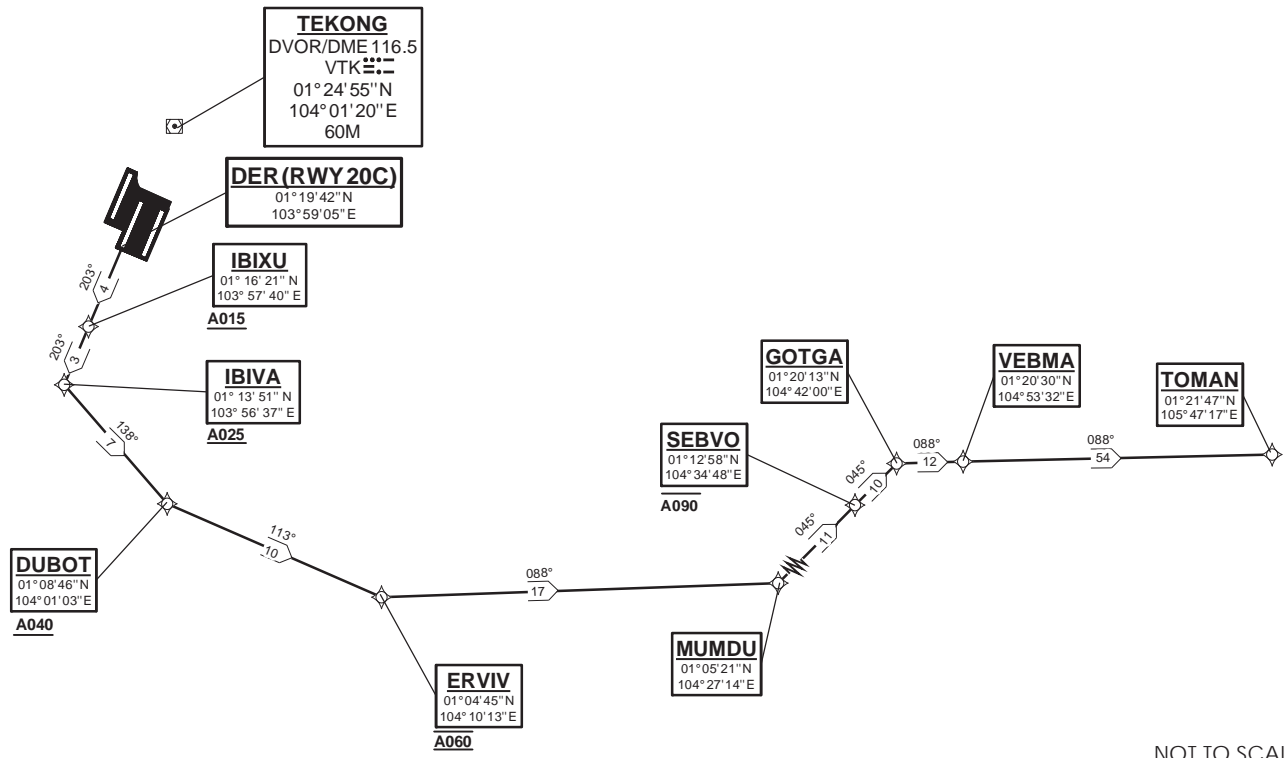 TEKONG
DVOR/DME 116.5
VTK
01° 24' 55'' N
104° 01' 20'' E
60M
DER (RWY 20C)
01° 19' 42'' N
103° 59' 05'' E
203°
4
IBIXU
01° 16' 21'' N
103° 57' 40'' E
A015
203°
3
IBIVA
01° 13' 51'' N
103° 56' 37'' E
A025
138°
7
DUBOT
01° 08' 46'' N
104° 01' 03'' E
A040
113°
10
ERVIV
01° 04' 45'' N
104° 10' 13'' E
A060
088°
17
MUMDU
01° 05' 21'' N
104° 27' 14'' E
045°
11
SEBVO
01° 12' 58'' N
104° 34' 48'' E
A090
045°
10
GOTGA
01° 20' 13'' N
104° 42' 00'' E
088°
12
VEBMA
01° 20' 30'' N
104° 53' 32'' E
088°
54
TOMAN
01° 21' 47'' N
105° 47' 17'' E
NOT TO SCAL